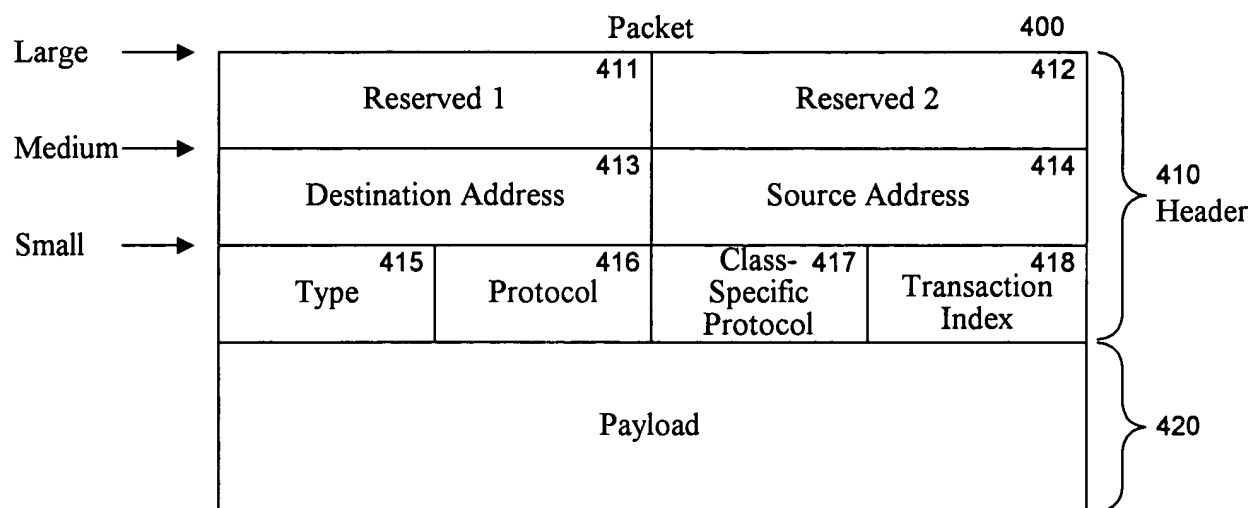 Packet 400
Large
411 412
Reserved 1 Reserved 2
Medium
413 414
Destination Address Source Address
410
Header
Small
415 416 Class- 417 418
Type Protocol Specific Transaction
Protocol Index
Payload 420